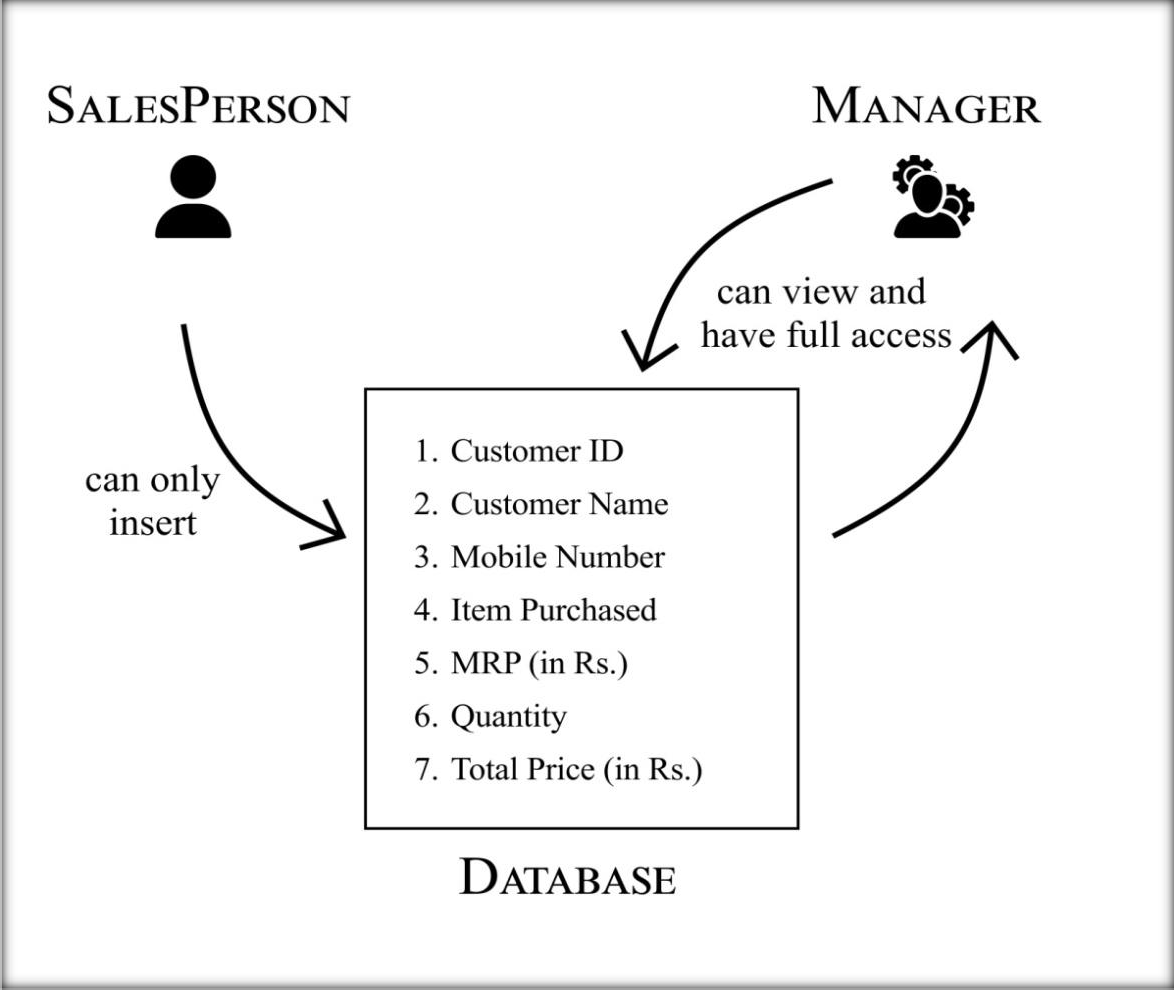 SALESPERSON
MANAGER
can view and
have full access
can only
insert
1. Customer ID
2. Customer Name
3. Mobile Number
4. Item Purchased
5. MRP (in Rs.)
6. Quantity
7. Total Price (in Rs.)
DATABASE